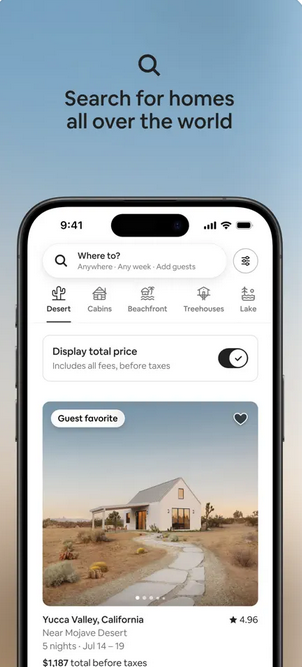 Search for homes
all over the world
9:41
Where to?
Anywhere · Any week · Add guests
Desert
Cabins
Beachfront
Treehouses
Lake
Display total price
Includes all fees, before taxes
Guest favorite
Yucca Valley, California
4.96
Near Mojave Desert
5 nights · Jul 14 – 19
$1,187 total before taxes